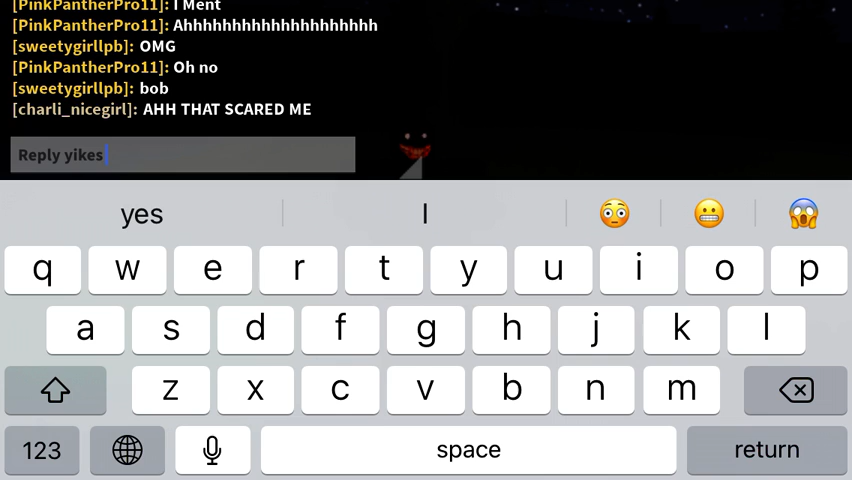 [PinkPantherPro11]: I Ment
[PinkPantherPro11]: Ahhhhhhhhhhhhhhhhhhhh
[sweetygirllpb]: OMG
[PinkPantherPro11]: Oh no
[sweetygirllpb]: bob
[charli_nicegirl]: AHH THAT SCARED ME
Reply yikes
yes I 😳 😬 😱
q w e r t y u i o p
a s d f g h j k l
z x c v b n m
123 space return